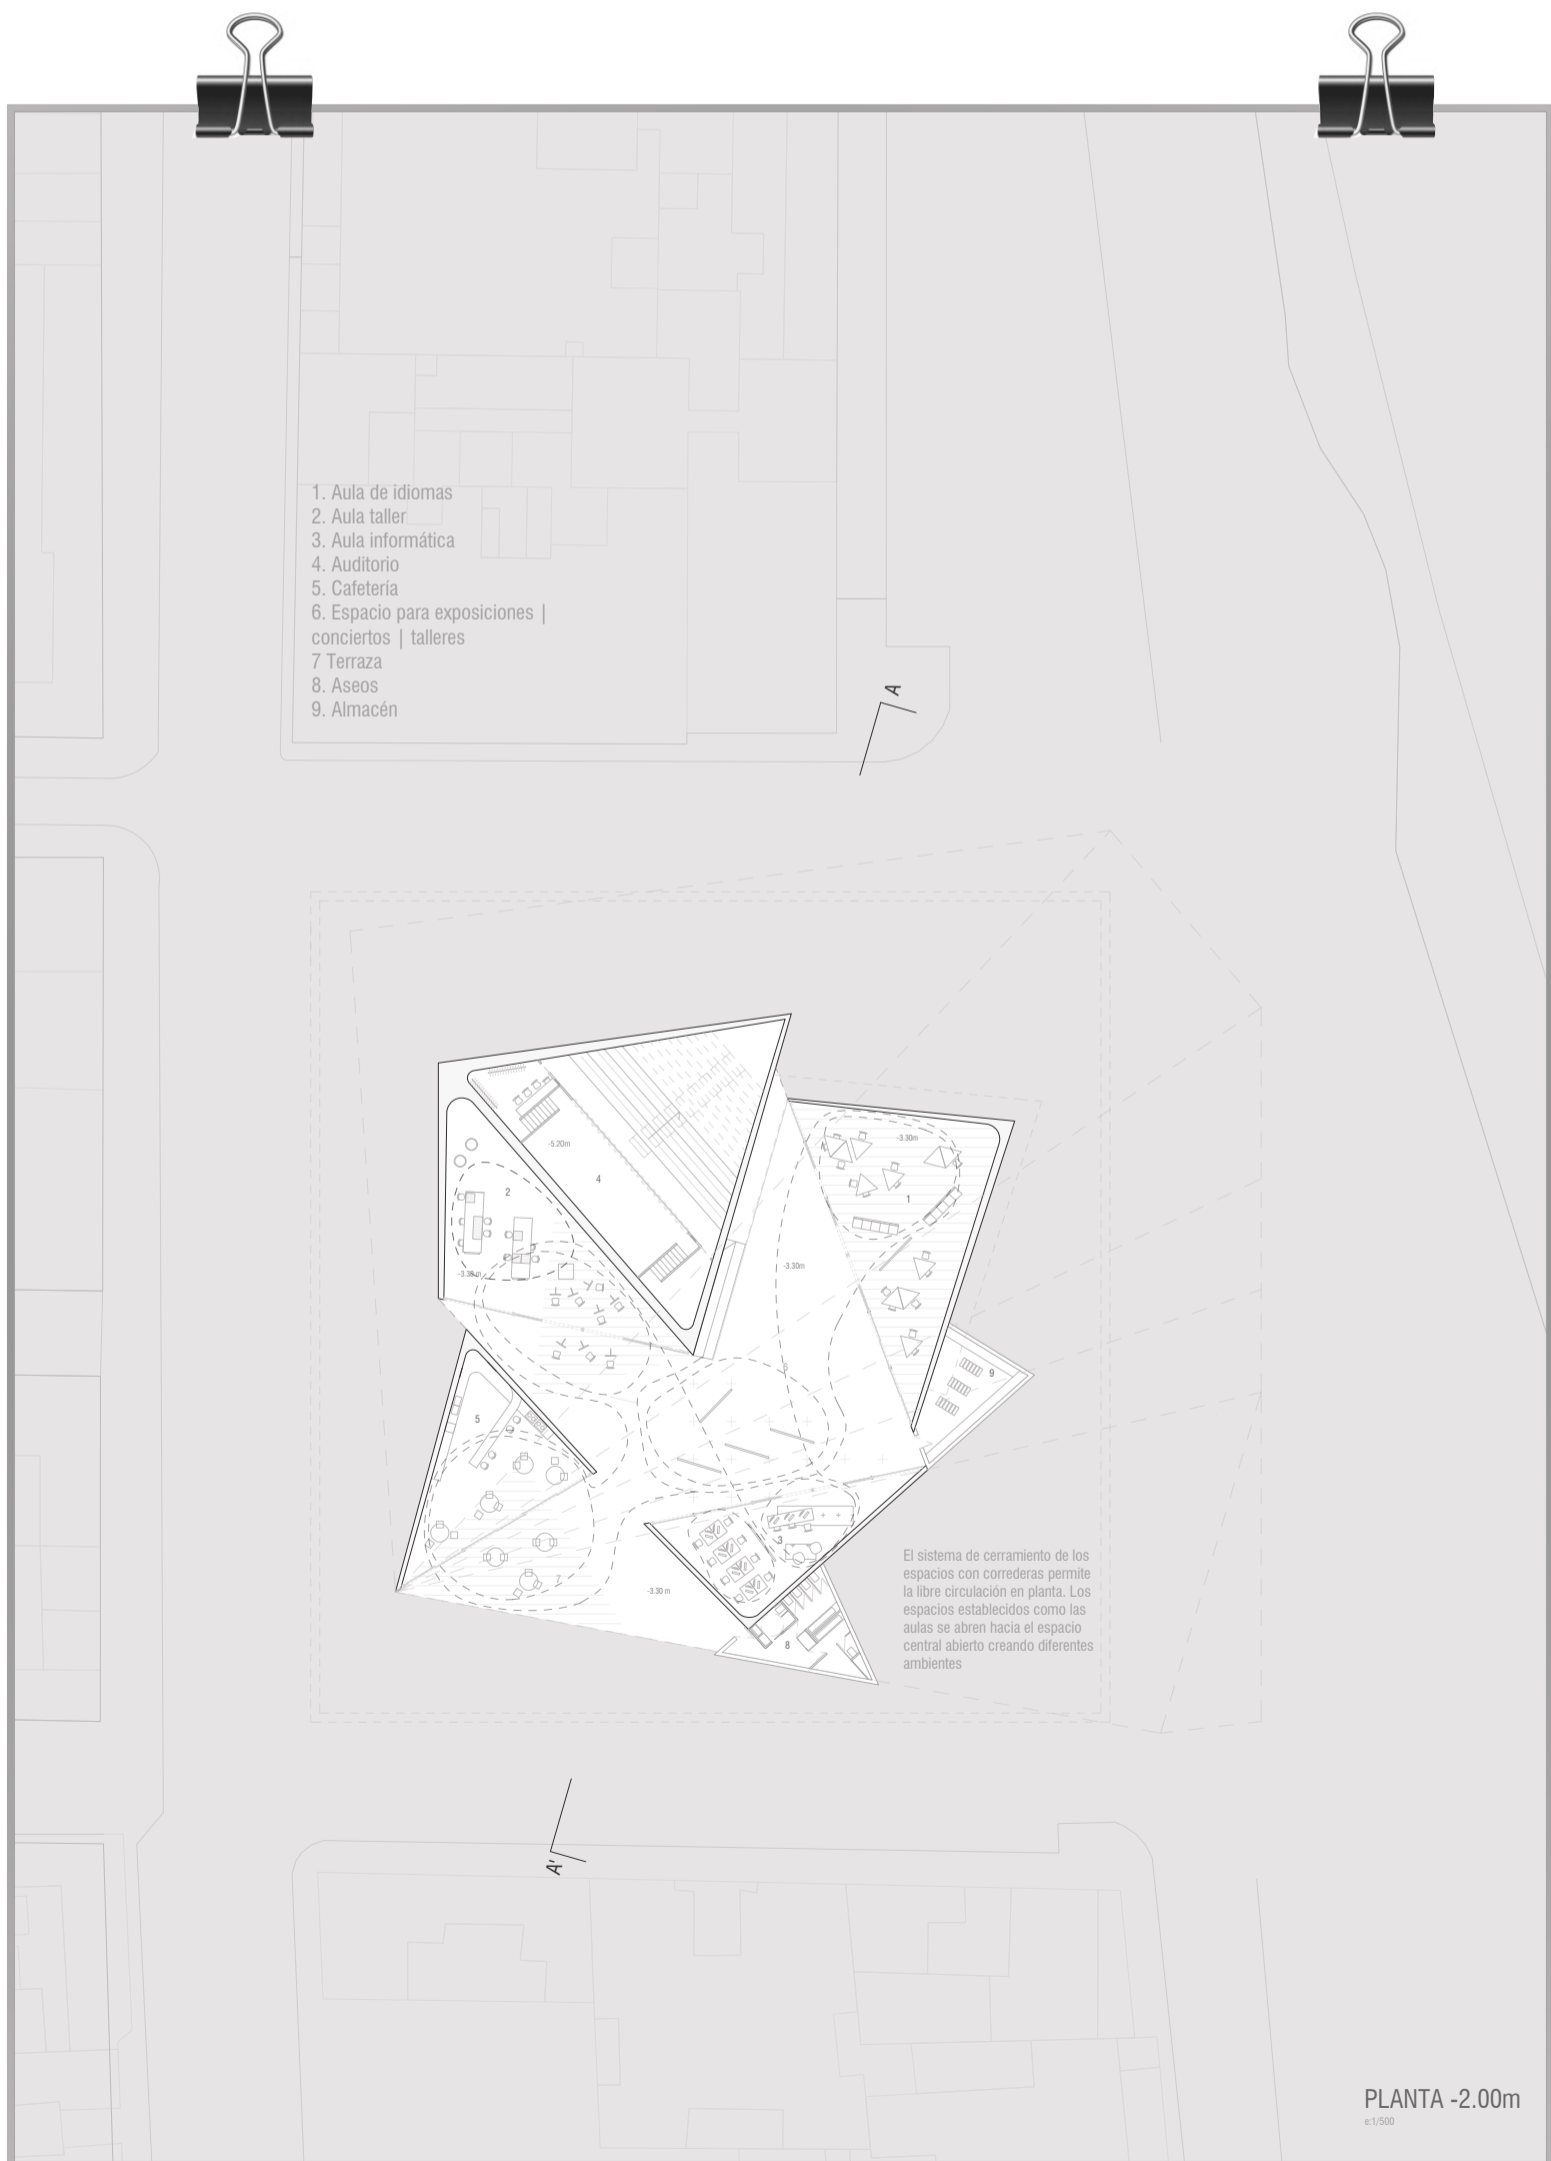 1. Aula de idiomas
2. Aula taller
3. Aula informática
4. Auditorio
5. Cafetería
6. Espacio para exposiciones |
conciertos | talleres
7 Terraza
8. Aseos
9. Almacén
A
-5.20m
4
-3.30m
1
2
-3.30 m
-3.30m
6
9
5
3
7
-3.30 m
8
El sistema de cerramiento de los
espacios con correderas permite
la libre circulación en planta. Los
espacios establecidos como las
aulas se abren hacia el espacio
central abierto creando diferentes
ambientes
A'
PLANTA -2.00m
e:1/500